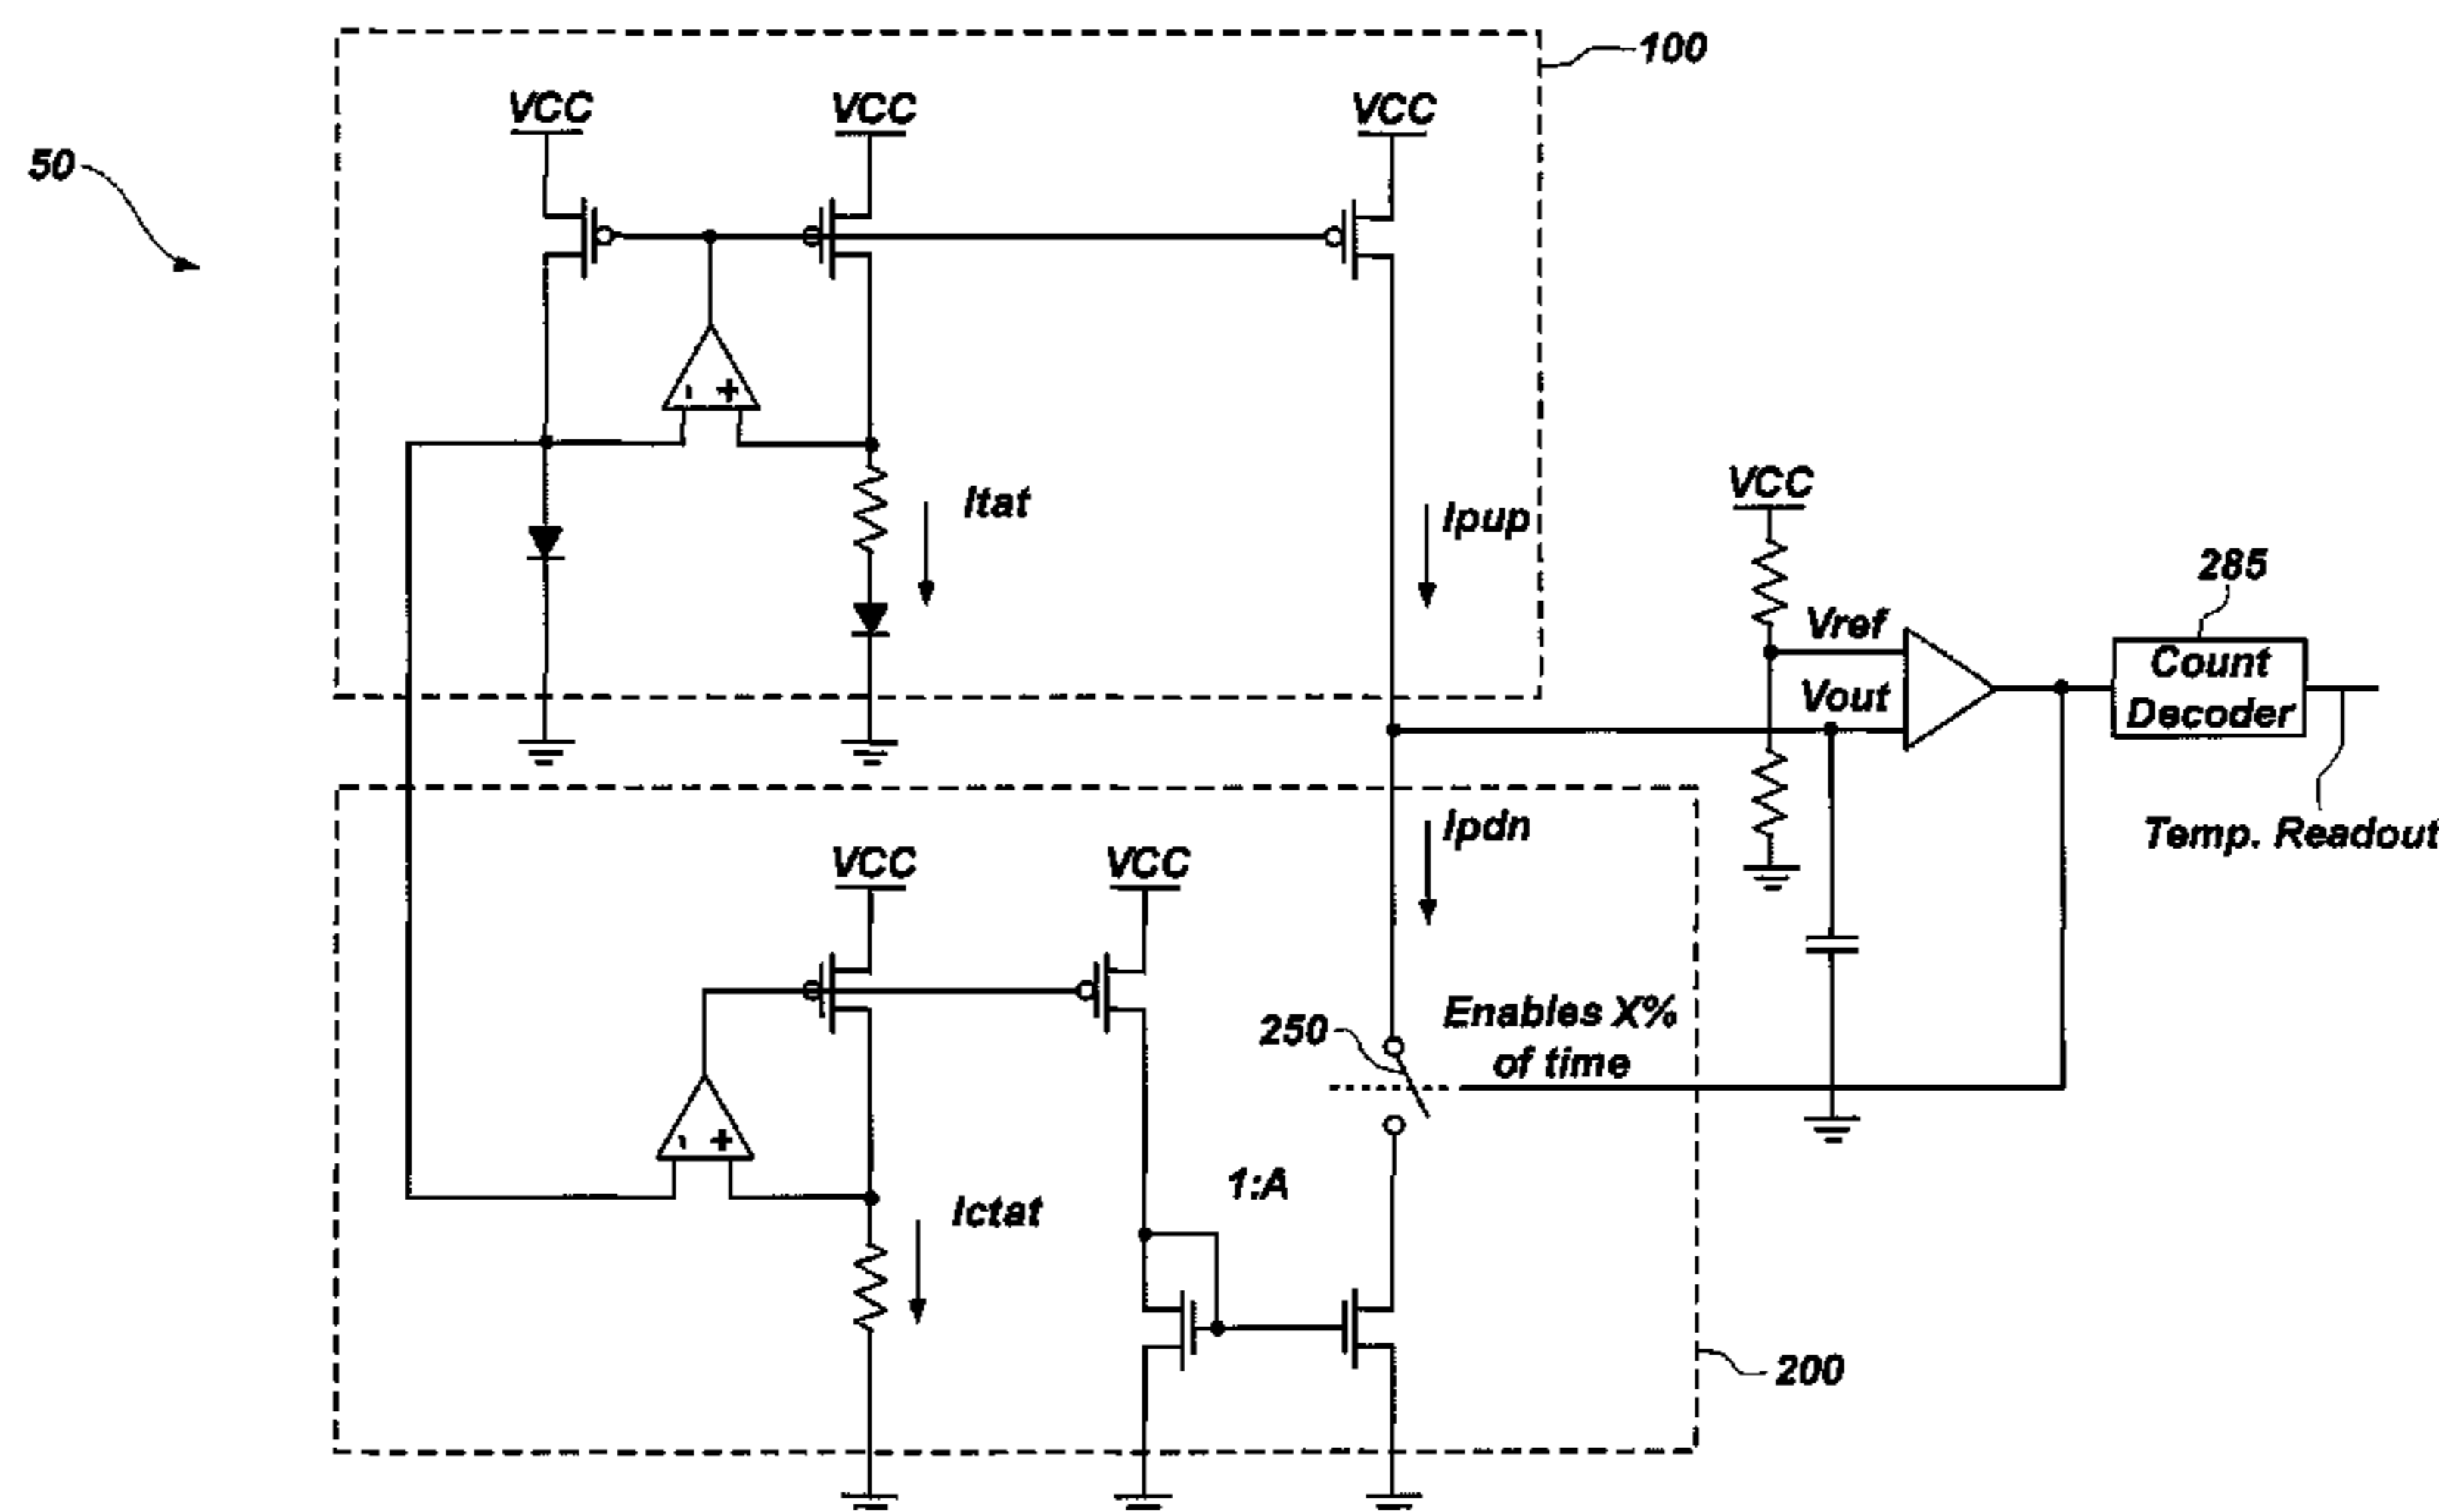 100
VCC VCC VCC
50
- +
Itat
Ipup
VCC
285
Vref
Count
Decoder
Vout
Temp. Readout
Ipdn
VCC VCC
Enables X%
of time
250
- +
1:A
Ictat
200